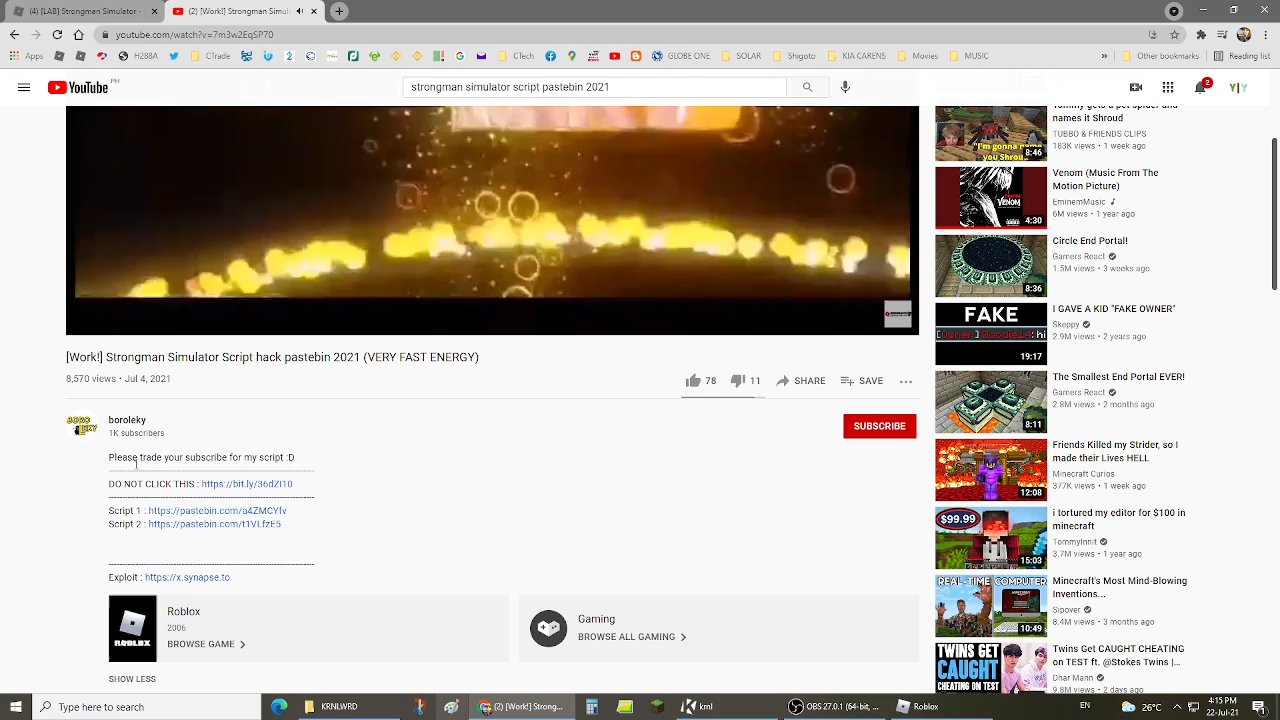 (4) [LAB] Strongman Simulator -
(2) [Work!] Strongman Simu
youtube.com/watch?v=7m3w2EqSP70
H288A
CTrade
CTech
GLOBE ONE
SOLAR
Shigoto
KIA CARENS
MUSIC
Other bookmarks
Reading list
YouTube PH
strongman simulator script pastebin 2021
2
Y|Y
[Work!] Strongman Simulator Script hack pastebin 2021 (VERY FAST ENERGY)
8,570 views • Jul 4, 2021
78
11
SHARE
SAVE
boroleky
1K subscribers
SUBSCRIBE
Please trade your subscribe for my script :D
DO NOT CLICK THIS : https://bit.ly/36dZI10
Script 1 : https://pastebin.com/a4ZMCYfv
Script 2 : https://pastebin.com/t1VLfzE5
Exploit : https://x.synapse.to
ROBLOX
Roblox
2006
BROWSE GAME
Gaming
BROWSE ALL GAMING
SHOW LESS
Tommy gets a pet spider and
names it Shroud
TUBBO & FRIENDS CLIPS
183K views • 1 week ago
"I'm gonna name
you Shrou
8:46
Venom (Music From The
Motion Picture)
EminemMusic
6M views • 1 year ago
VENOM
4:30
Circle End Portal!
Gamers React
1.5M views • 3 weeks ago
8:36
I GAVE A KID "FAKE OWNER"
Skeppy
2.9M views • 2 years ago
FAKE
19:17
The Smallest End Portal EVER!
Gamers React
2.8M views • 2 months ago
8:11
Friends Killed my Strider, so I
made their Lives HELL
Minecraft Curios
377K views • 1 week ago
12:08
i tortured my editor for $100 in
minecraft
TommyInnit
3.7M views • 1 year ago
$99.99
15:03
Minecraft's Most Mind-Blowing
Inventions...
Sipover
8.4M views • 3 months ago
REAL-TIME COMPUTERS
10:49
Twins Get CAUGHT CHEATING
on TEST ft. @Stokes Twins |...
Dhar Mann
9.8M views • 2 days ago
TWINS GET
CAUGHT
CHEATING ON TEST
Type here to search
KRNLWRD
(2) [Work!] Strong...
krnl
OBS 27.0.1 (64-bit, ...
Roblox
EN
4:15 PM
22-Jul-21